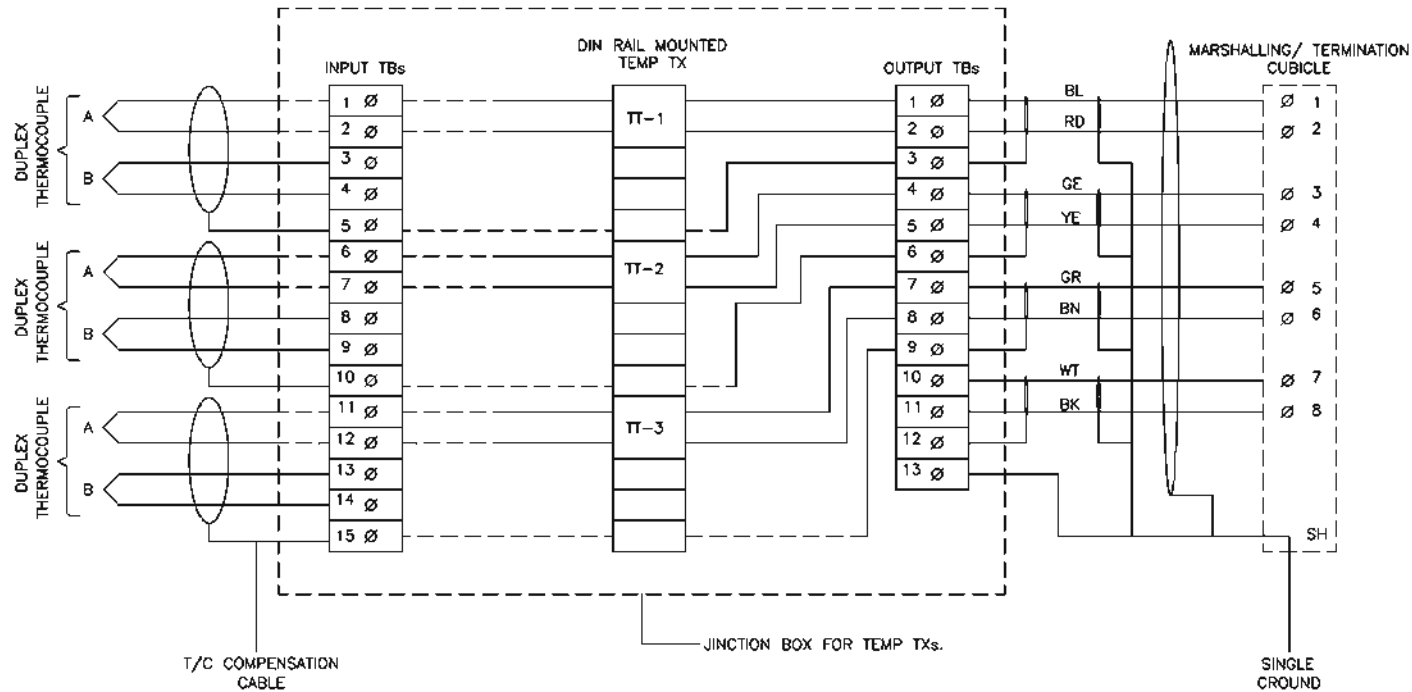 DIN RAIL MOUNTED
TEMP TX
MARSHALLING/ TERMINATION
CUBICLE
INPUT TBs
OUTPUT TBs
DUPLEX
THERMOCOUPLE
A
B
DUPLEX
THERMOCOUPLE
A
B
DUPLEX
THERMOCOUPLE
A
B
1 Ø
2 Ø
3 Ø
4 Ø
5 Ø
6 Ø
7 Ø
8 Ø
9 Ø
10 Ø
11 Ø
12 Ø
13 Ø
14 Ø
15 Ø
TT-1
TT-2
TT-3
1 Ø
2 Ø
3 Ø
4 Ø
5 Ø
6 Ø
7 Ø
8 Ø
9 Ø
10 Ø
11 Ø
12 Ø
13 Ø
BL
RD
GE
YE
GR
BN
WT
BK
Ø 1
Ø 2
Ø 3
Ø 4
Ø 5
Ø 6
Ø 7
Ø 8
SH
JINCTION BOX FOR TEMP TXs.
T/C COMPENSATION
CABLE
SINGLE
CROUND